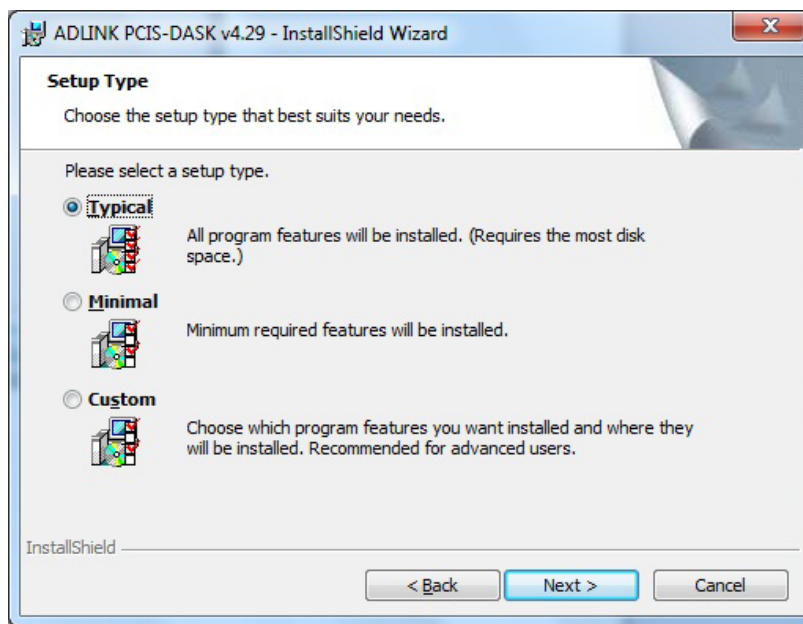 ADLINK PCIS-DASK v4.29 - InstallShield Wizard
Setup Type
Choose the setup type that best suits your needs.
Please select a setup type.
Typical
All program features will be installed. (Requires the most disk
space.)
Minimal
Minimum required features will be installed.
Custom
Choose which program features you want installed and where they
will be installed. Recommended for advanced users.
InstallShield
< Back
Next >
Cancel